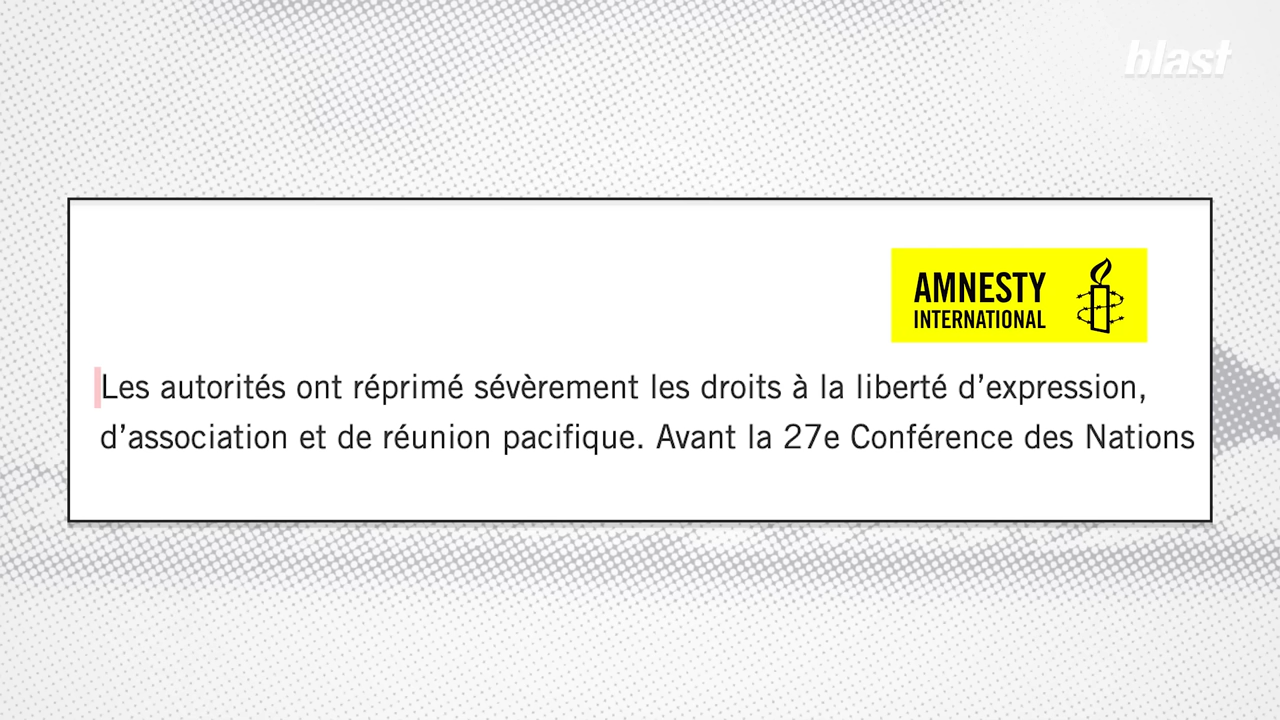 blast
AMNESTY
INTERNATIONAL
Les autorités ont réprimé sévèrement les droits à la liberté d’expression,
d’association et de réunion pacifique. Avant la 27e Conférence des Nations